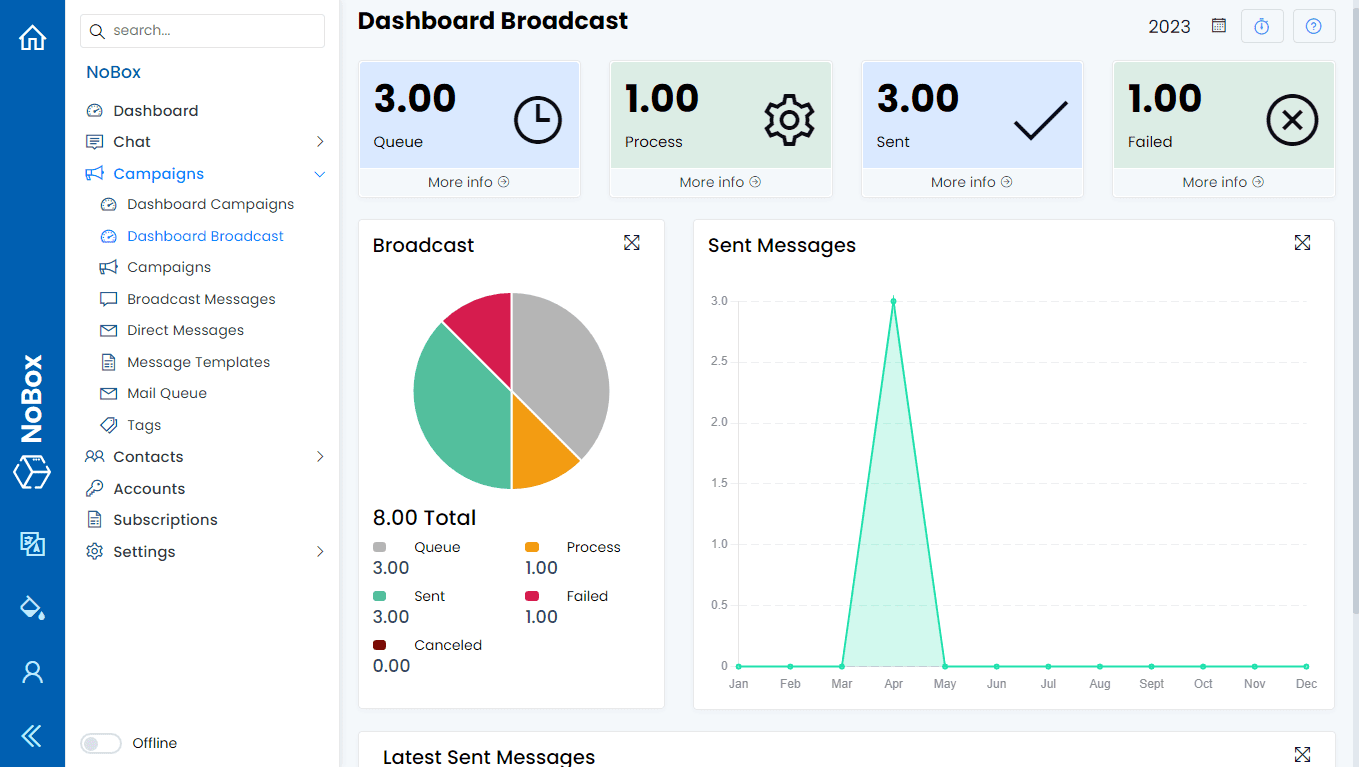 NoBox
search...
NoBox
Dashboard
Chat
Campaigns
Dashboard Campaigns
Dashboard Broadcast
Campaigns
Broadcast Messages
Direct Messages
Message Templates
Mail Queue
Tags
Contacts
Accounts
Subscriptions
Settings
Offline
Dashboard Broadcast
2023
3.00
Queue
More info
1.00
Process
More info
3.00
Sent
More info
1.00
Failed
More info
Broadcast
8.00 Total
Queue Process
3.00 1.00
Sent Failed
3.00 1.00
Canceled
0.00
Sent Messages
3.0
2.5
2.0
1.5
1.0
0.5
0
Jan Feb Mar Apr May Jun Jul Aug Sept Oct Nov Dec
Latest Sent Messages